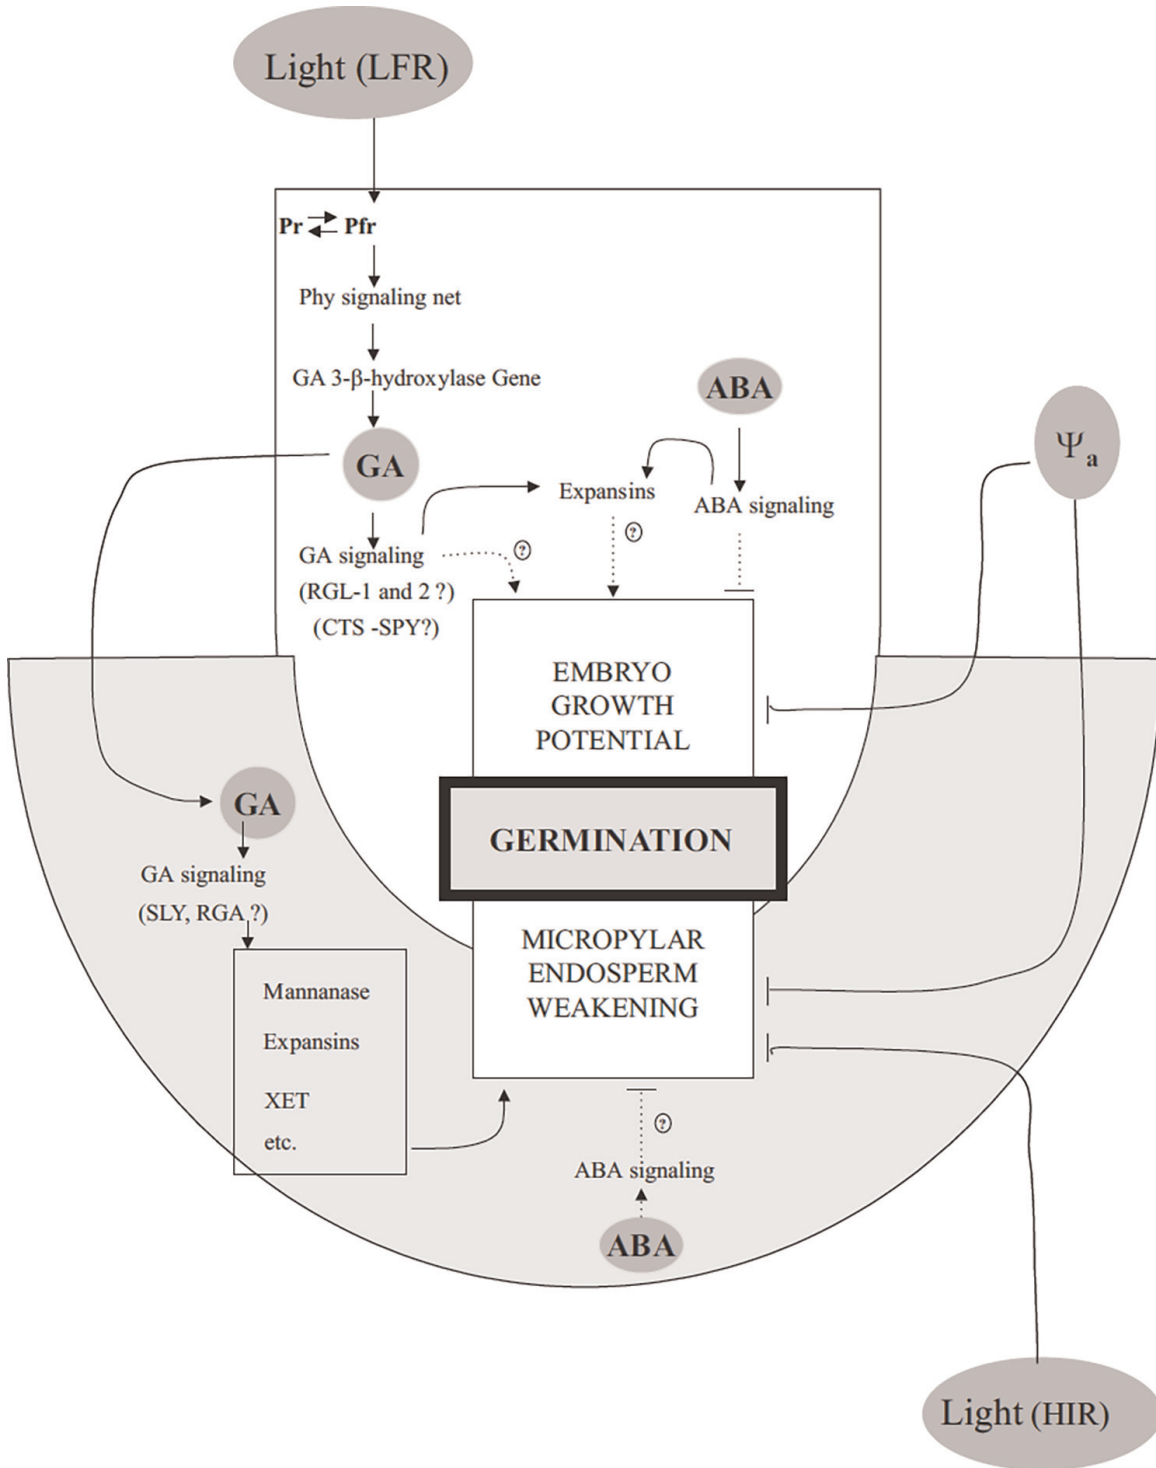 Light (LFR)
Pr Pfr
Phy signaling net
GA 3-β-hydroxylase Gene
ABA
Ψa
GA
Expansins
ABA signaling
?
?
GA signaling
(RGL-1 and 2 ?)
(CTS -SPY?)
EMBRYO
GROWTH
POTENTIAL
GA
GERMINATION
GA signaling
(SLY, RGA ?)
MICROPYLAR
ENDOSPERM
WEAKENING
Mannanase
Expansins
XET
etc.
?
ABA signaling
ABA
Light (HIR)